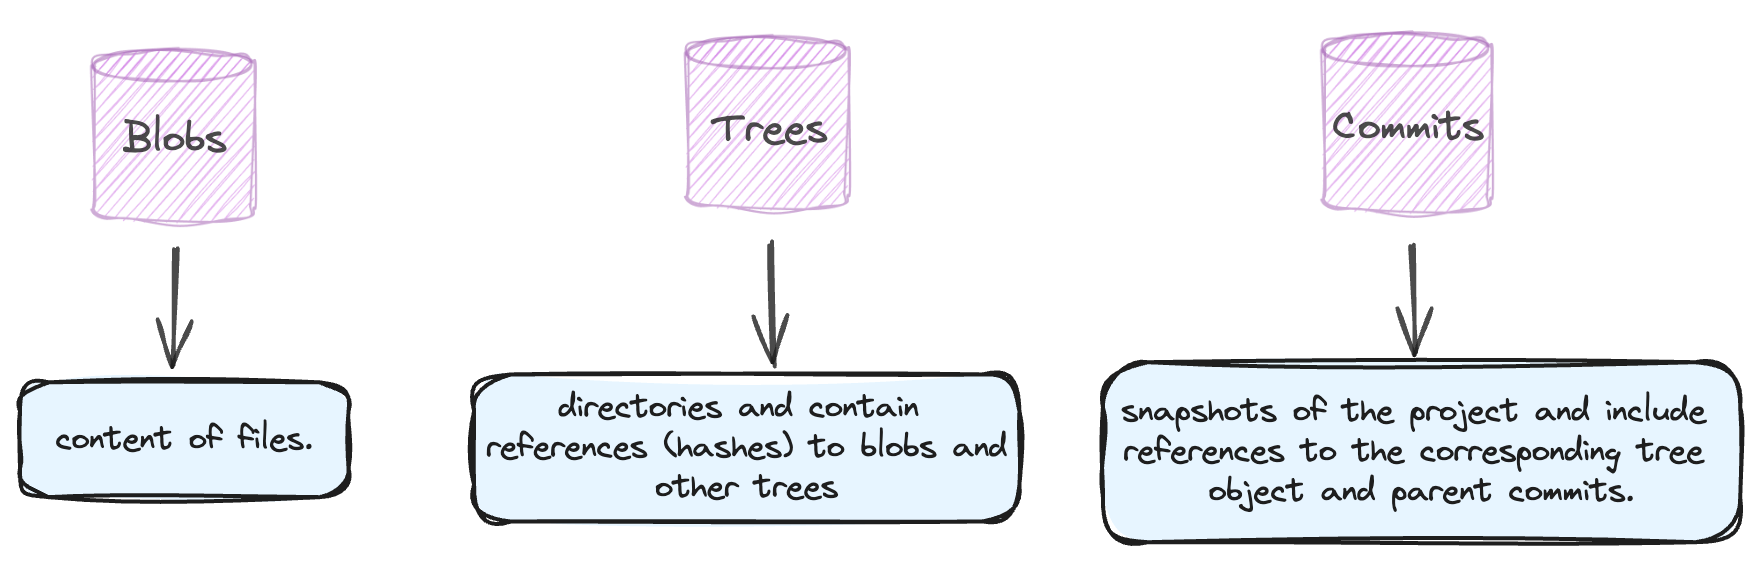 Blobs
Trees
Commits
content of files.
directories and contain
references (hashes) to blobs and
other trees
snapshots of the project and include
references to the corresponding tree
object and parent commits.